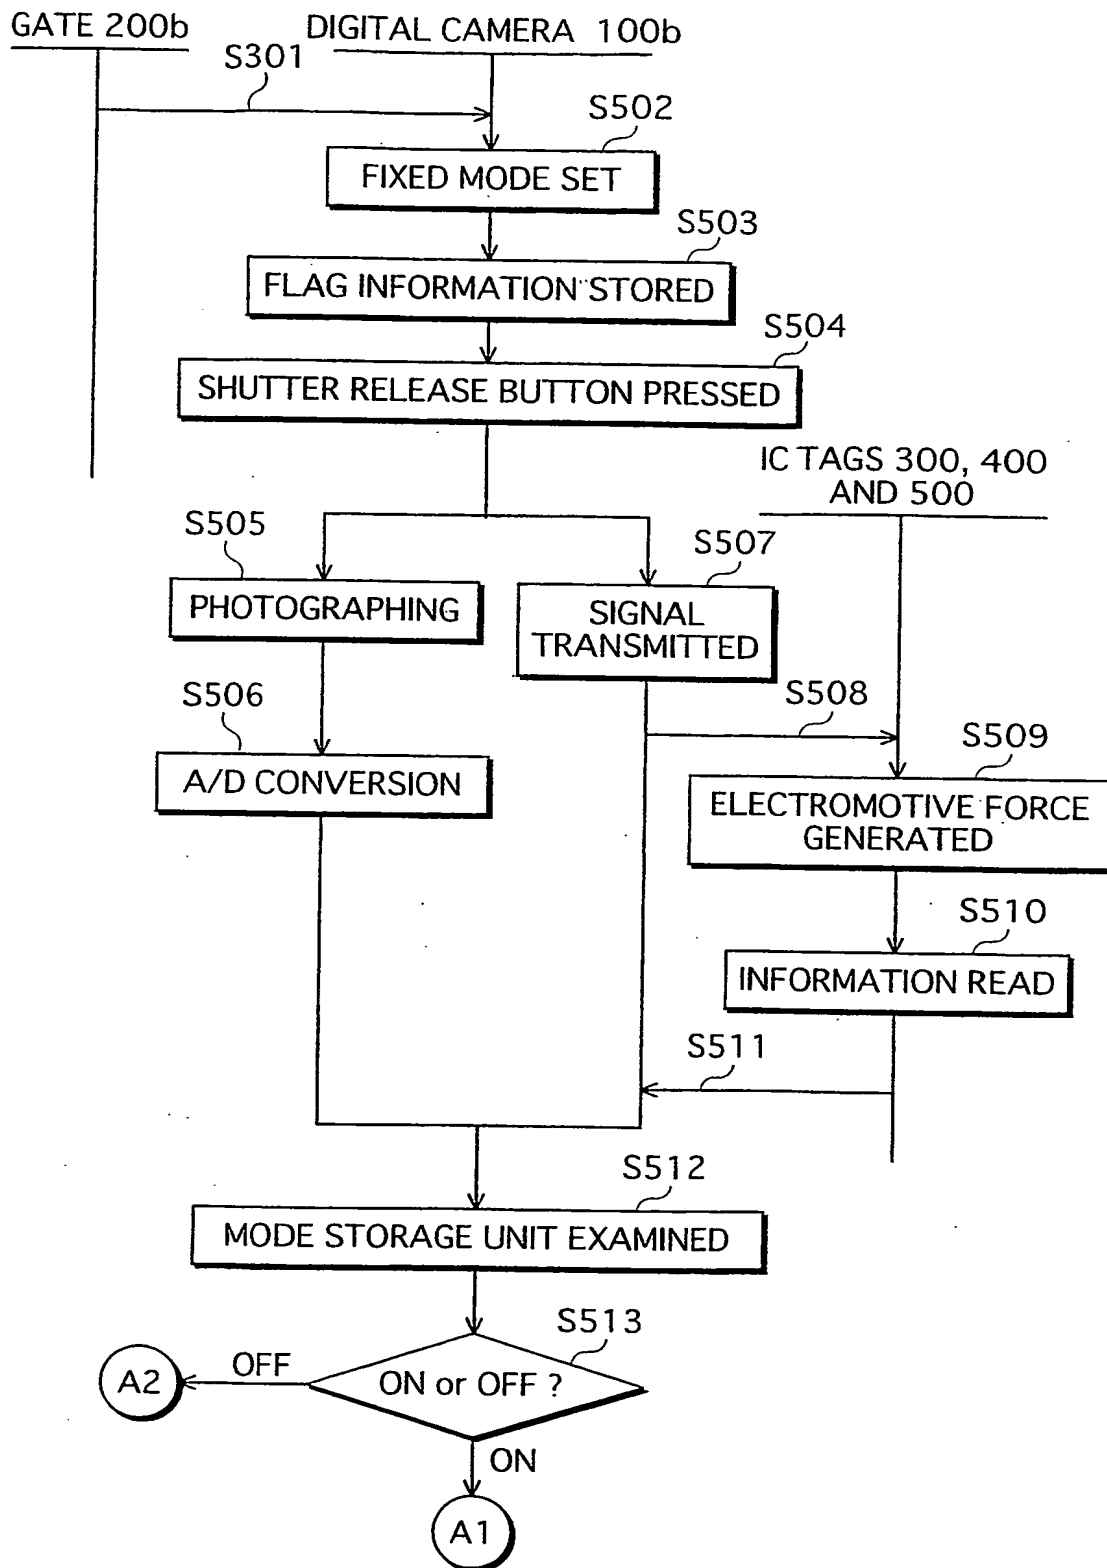 GATE 200b
DIGITAL CAMERA 100b
S301
S502
FIXED MODE SET
S503
FLAG INFORMATION STORED
S504
SHUTTER RELEASE BUTTON PRESSED
IC TAGS 300, 400
AND 500
S505
S507
PHOTOGRAPHING
SIGNAL
TRANSMITTED
S506
S508
A/D CONVERSION
S509
ELECTROMOTIVE FORCE
GENERATED
S510
INFORMATION READ
S511
S512
MODE STORAGE UNIT EXAMINED
S513
OFF
A2
ON or OFF ?
ON
A1